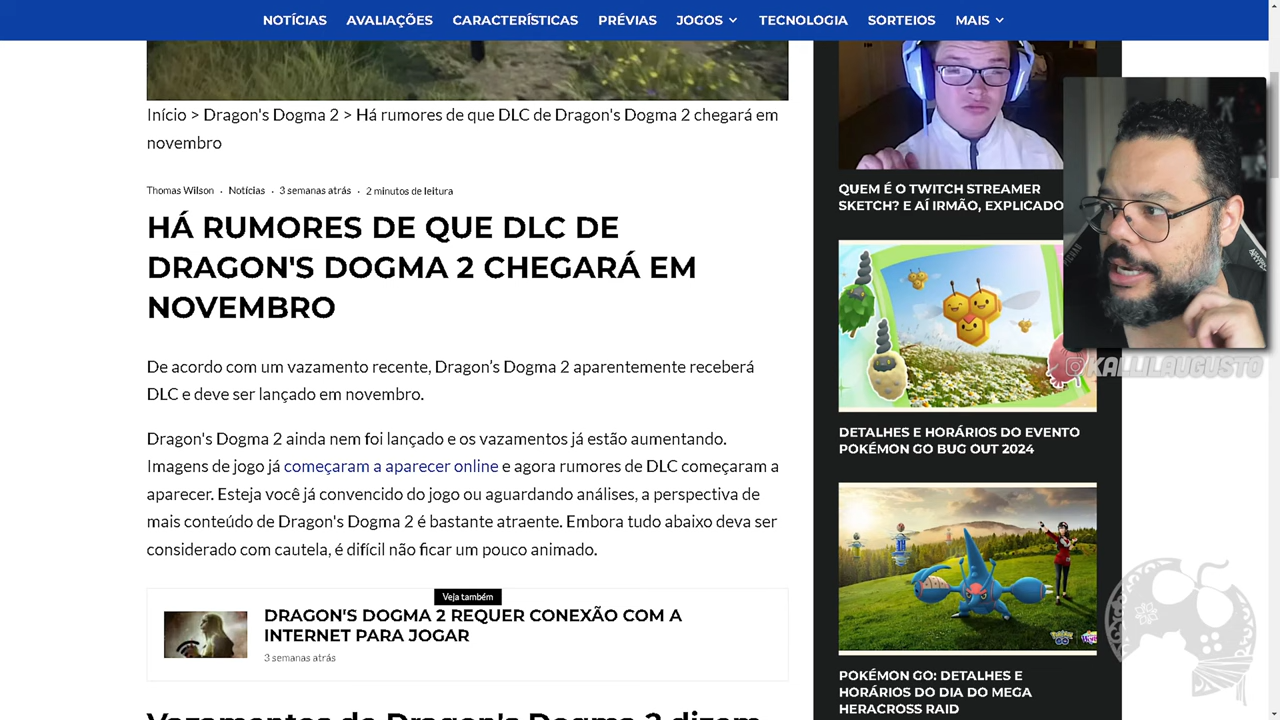 NOTÍCIAS AVALIAÇÕES CARACTERÍSTICAS PRÉVIAS JOGOS TECNOLOGIA SORTEIOS MAIS
Início > Dragon's Dogma 2 > Há rumores de que DLC de Dragon's Dogma 2 chegará em
novembro
Thomas Wilson · Notícias · 3 semanas atrás · 2 minutos de leitura
HÁ RUMORES DE QUE DLC DE
DRAGON'S DOGMA 2 CHEGARÁ EM
NOVEMBRO
De acordo com um vazamento recente, Dragon’s Dogma 2 aparentemente receberá
DLC e deve ser lançado em novembro.
Dragon's Dogma 2 ainda nem foi lançado e os vazamentos já estão aumentando.
Imagens de jogo já começaram a aparecer online e agora rumores de DLC começaram a
aparecer. Esteja você já convencido do jogo ou aguardando análises, a perspectiva de
mais conteúdo de Dragon's Dogma 2 é bastante atraente. Embora tudo abaixo deva ser
considerado com cautela, é difícil não ficar um pouco animado.
Veja também
DRAGON'S DOGMA 2 REQUER CONEXÃO COM A
INTERNET PARA JOGAR
3 semanas atrás
Vazamentos de Dragon's Dogma 2 dizem
QUEM É O TWITCH STREAMER
SKETCH? E AÍ IRMÃO, EXPLICADO
@KALLILAUGUSTO
DETALHES E HORÁRIOS DO EVENTO
POKÉMON GO BUG OUT 2024
POKÉMON GO: DETALHES E
HORÁRIOS DO DIA DO MEGA
HERACROSS RAID